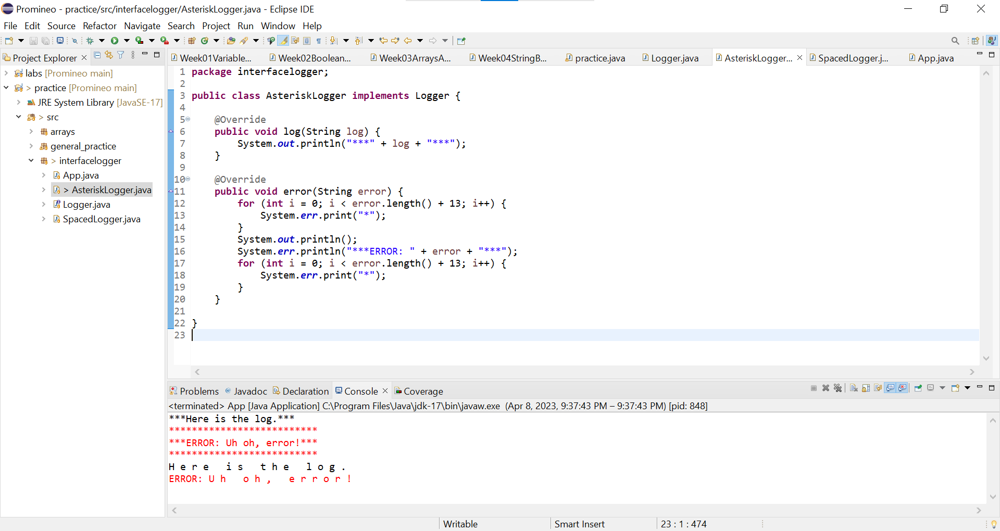 Promineo - practice/src/interfacelogger/AsteriskLogger.java - Eclipse IDE
File Edit Source Refactor Navigate Search Project Run Window Help
Project Explorer
labs [Promineo main]
> practice [Promineo main]
JRE System Library [JavaSE-17]
> src
arrays
general_practice
> interfacelogger
App.java
> AsteriskLogger.java
Logger.java
SpacedLogger.java
Week01Variable... Week02Boolean... Week03ArraysA... Week04StringB... practice.java Logger.java AsteriskLogger... SpacedLogger.j... App.java
1 package interfacelogger;
2
3 public class AsteriskLogger implements Logger {
4
5 @Override
6 public void log(String log) {
7 System.out.println("***" + log + "***");
8 }
9
10 @Override
11 public void error(String error) {
12 for (int i = 0; i < error.length() + 13; i++) {
13 System.err.print("*");
14 }
15 System.out.println();
16 System.err.println("***ERROR: " + error + "***");
17 for (int i = 0; i < error.length() + 13; i++) {
18 System.err.print("*");
19 }
20 }
21
22 }
23
Problems Javadoc Declaration Console Coverage
<terminated> App [Java Application] C:\Program Files\Java\jdk-17\bin\javaw.exe (Apr 8, 2023, 9:37:43 PM – 9:37:43 PM) [pid: 848]
***Here is the log.***
**************************
***ERROR: Uh oh, error!***
**************************
H e r e   i s   t h e   l o g .
ERROR: U h   o h ,   e r r o r !
Writable Smart Insert 23 : 1 : 474